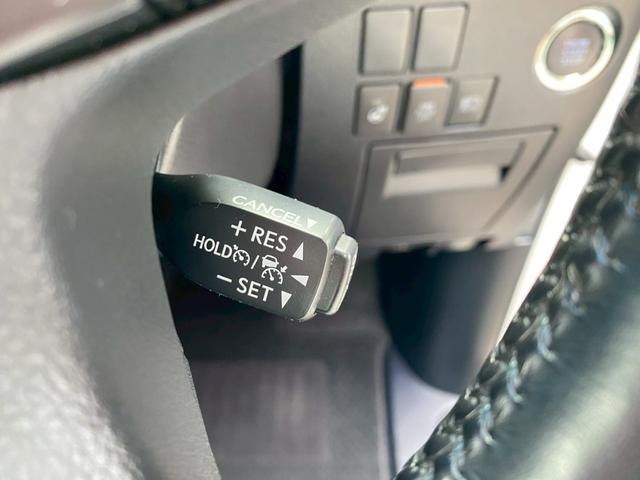 CANCEL▼
+ RES ▲
HOLD /
− SET ▼